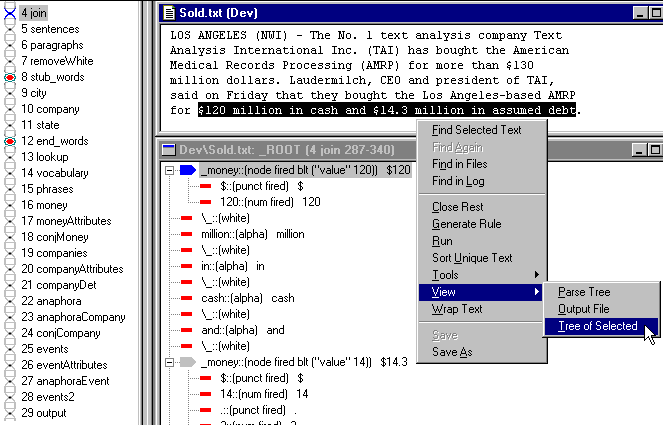 4 join
5 sentences
6 paragraphs
7 removeWhite
8 stub_words
9 city
10 company
11 state
12 end_words
13 lookup
14 vocabulary
15 phrases
16 money
17 moneyAttributes
18 conjMoney
19 companies
20 companyAttributes
21 companyDet
22 anaphora
23 anaphoraCompany
24 conjCompany
25 events
26 eventAttributes
27 anaphoraEvent
28 events2
29 output
Sold.txt (Dev)
LOS ANGELES (NWI) - The No. 1 text analysis company Text
Analysis International Inc. (TAI) has bought the American
Medical Records Processing (AMRP) for more than $130
million dollars. Laudermilch, CEO and president of TAI,
said on Friday that they bought the Los Angeles-based AMRP
for $120 million in cash and $14.3 million in assumed debt.
Dev\Sold.txt: _ROOT (4 join 287-340)
_money::(node fired blt ("value" 120)) $120
$::(punct fired) $
120::(num fired) 120
\_::(white)
million::(alpha) million
\_::(white)
in::(alpha) in
\_::(white)
cash::(alpha) cash
\_::(white)
and::(alpha) and
\_::(white)
_money::(node fired blt ("value" 14)) $14.3
$::(punct fired) $
14::(num fired) 14
.::(punct fired) .
Find Selected Text
Find Again
Find in Files
Find in Log
Close Rest
Generate Rule
Run
Sort Unique Text
Tools
View
Wrap Text
Save
Save As
Parse Tree
Output File
Tree of Selected